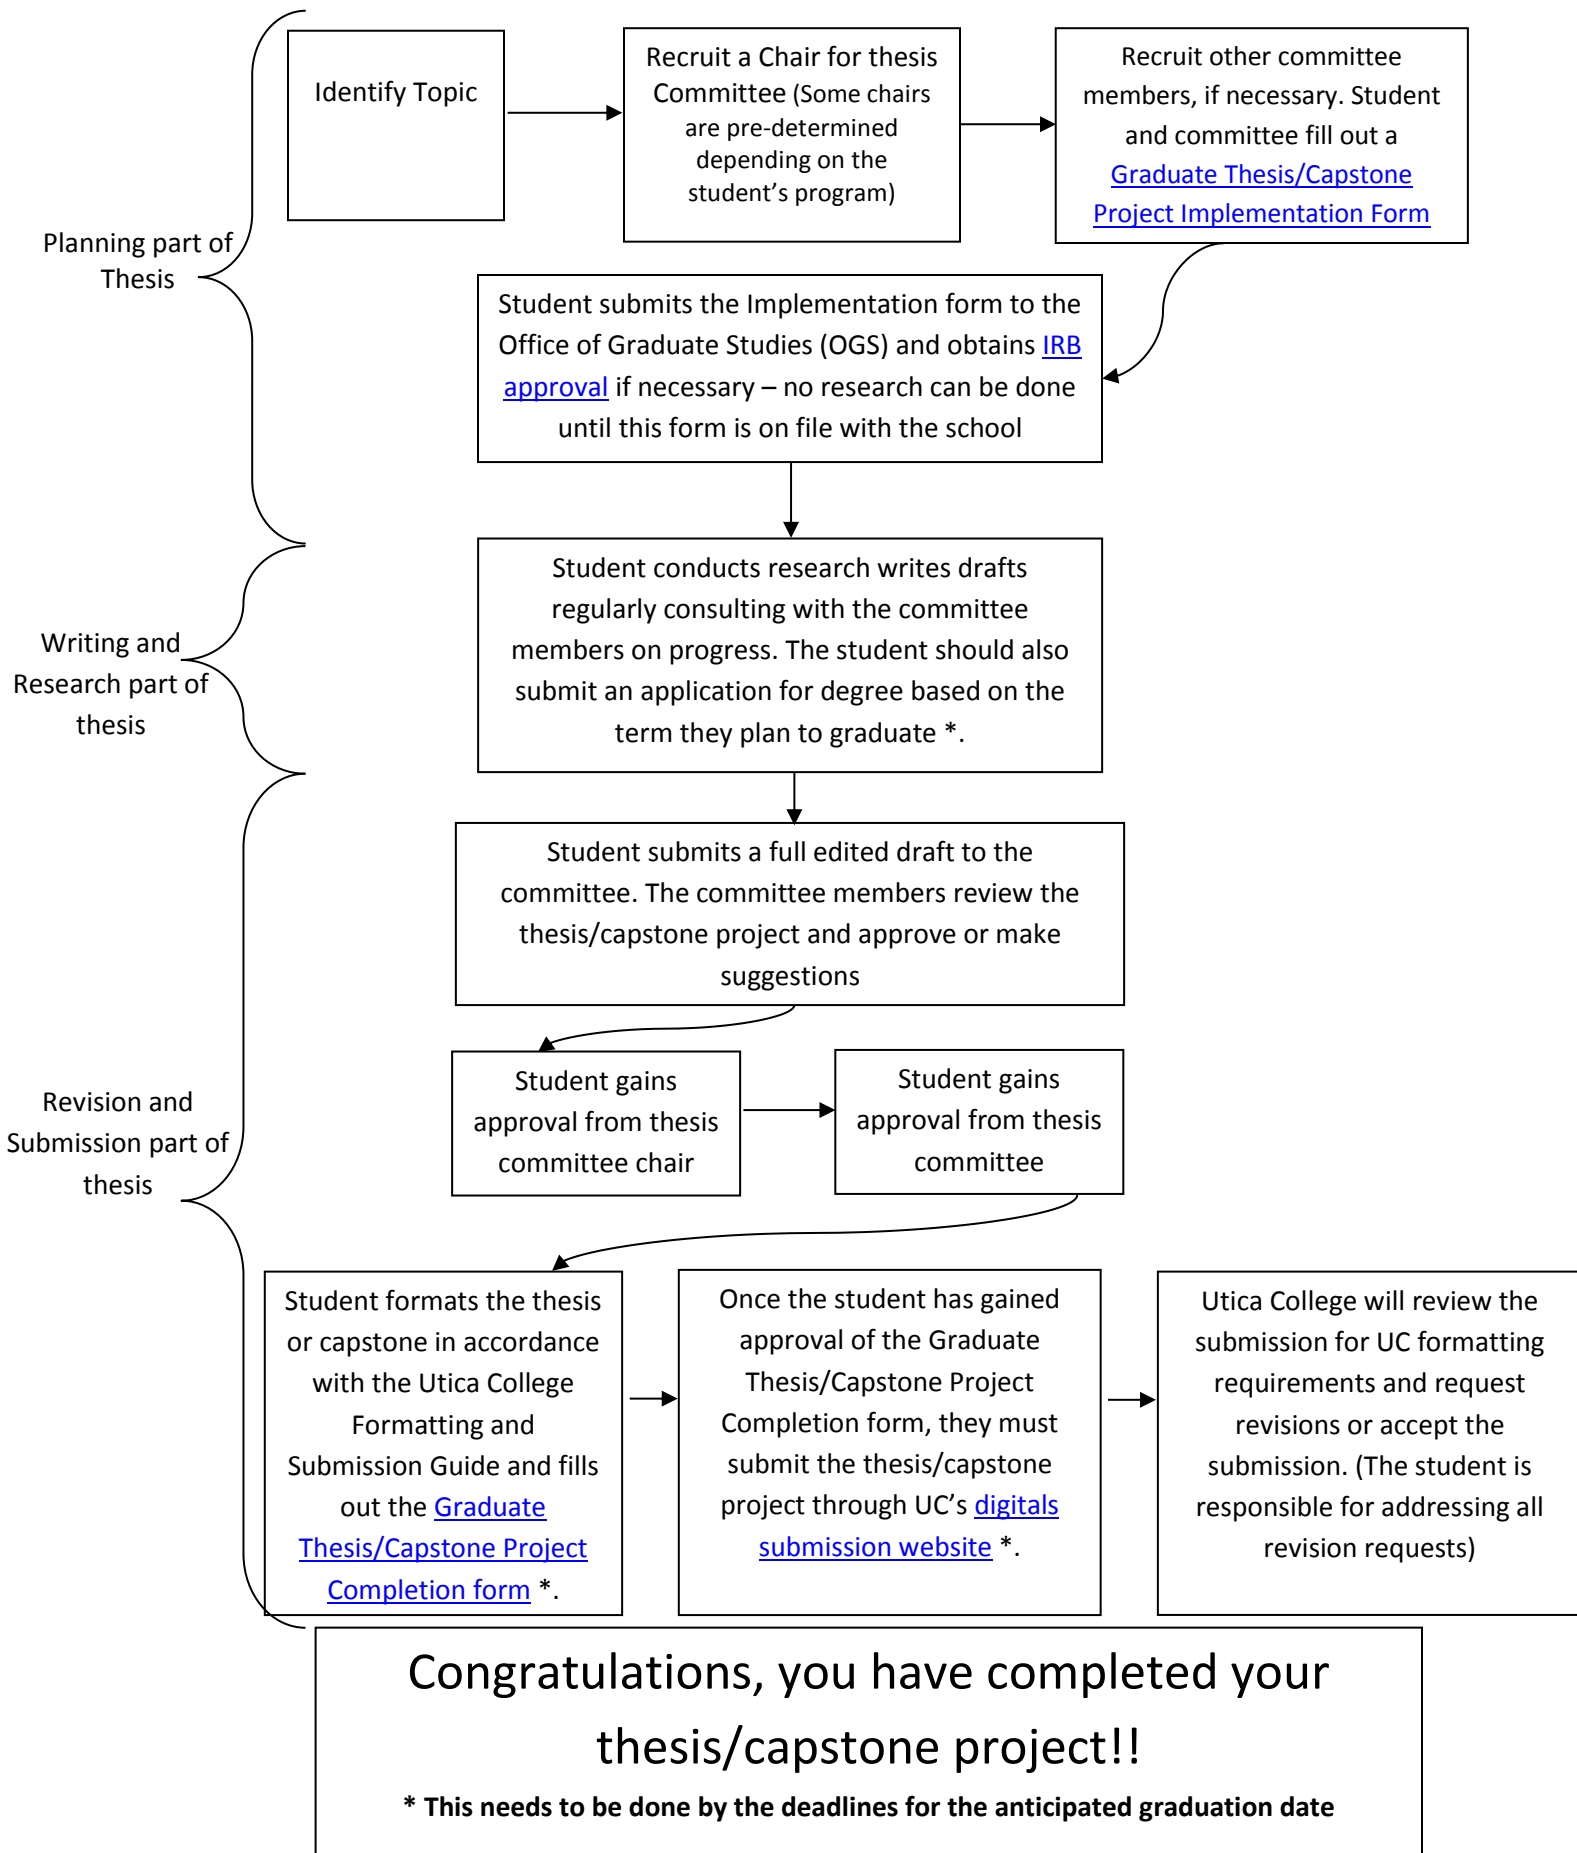 Identify Topic
Recruit a Chair for thesis
Committee (Some chairs
are pre-determined
depending on the
student’s program)
Recruit other committee
members, if necessary. Student
and committee fill out a
Graduate Thesis/Capstone
Project Implementation Form
Planning part of
Thesis
Student submits the Implementation form to the
Office of Graduate Studies (OGS) and obtains IRB
approval if necessary – no research can be done
until this form is on file with the school
Writing and
Research part of
thesis
Student conducts research writes drafts
regularly consulting with the committee
members on progress. The student should also
submit an application for degree based on the
term they plan to graduate *.
Student submits a full edited draft to the
committee. The committee members review the
thesis/capstone project and approve or make
suggestions
Revision and
Submission part of
thesis
Student gains
approval from thesis
committee chair
Student gains
approval from thesis
committee
Student formats the thesis
or capstone in accordance
with the Utica College
Formatting and
Submission Guide and fills
out the Graduate
Thesis/Capstone Project
Completion form *.
Once the student has gained
approval of the Graduate
Thesis/Capstone Project
Completion form, they must
submit the thesis/capstone
project through UC’s digitals
submission website *.
Utica College will review the
submission for UC formatting
requirements and request
revisions or accept the
submission. (The student is
responsible for addressing all
revision requests)
Congratulations, you have completed your
thesis/capstone project!!
* This needs to be done by the deadlines for the anticipated graduation date